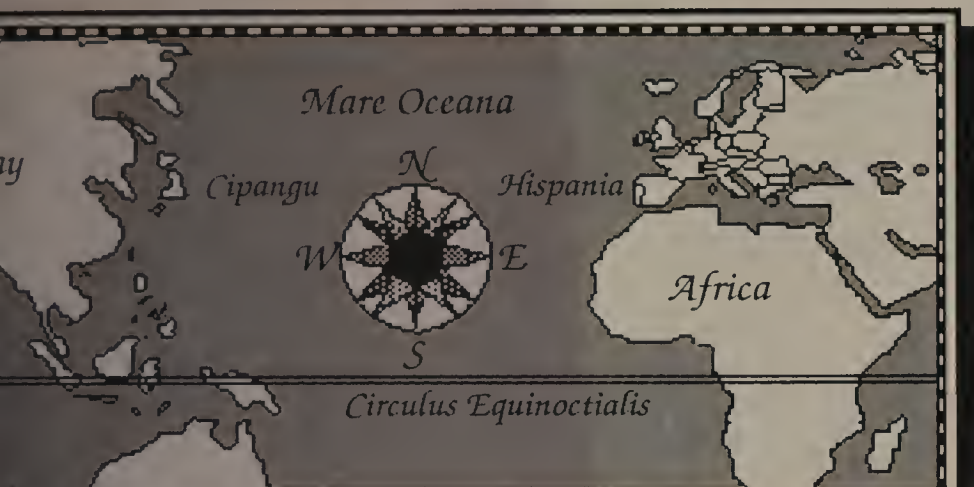 Mare Oceana
N
Cipangu
Hispania
W
E
Africa
S
Circulus Equinoctialis